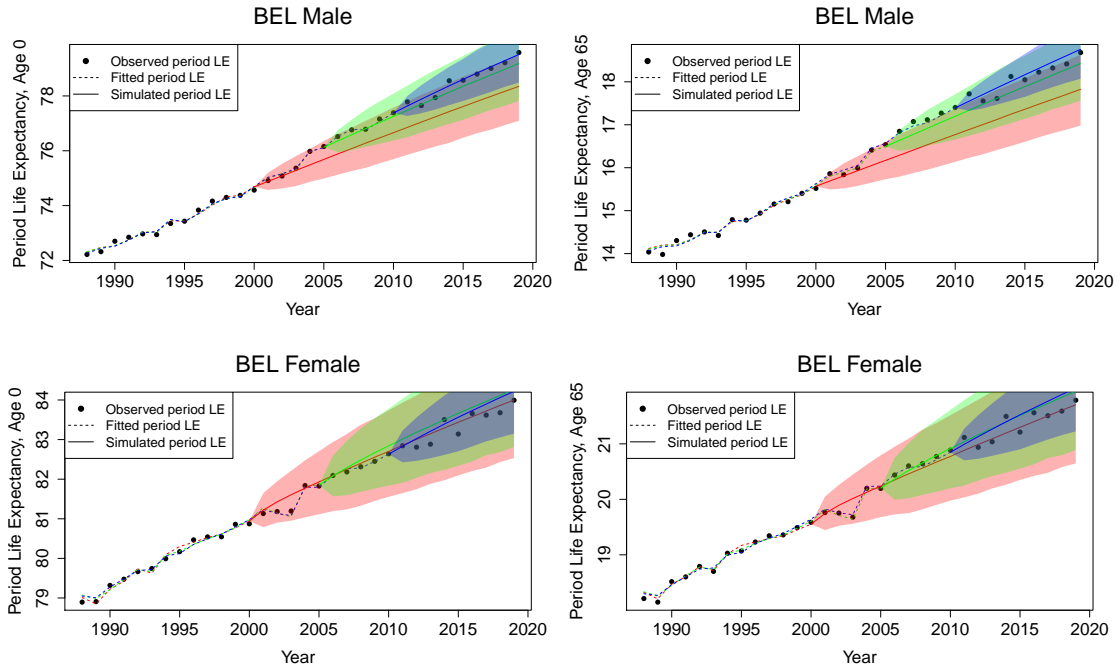 BEL Male
Period Life Expectancy, Age 0
72 74 76 78
Observed period LE
Fitted period LE
Simulated period LE
1990 1995 2000 2005 2010 2015 2020
Year
BEL Male
Period Life Expectancy, Age 65
14 15 16 17 18
Observed period LE
Fitted period LE
Simulated period LE
1990 1995 2000 2005 2010 2015 2020
Year
BEL Female
Period Life Expectancy, Age 0
79 80 81 82 83 84
Observed period LE
Fitted period LE
Simulated period LE
1990 1995 2000 2005 2010 2015 2020
Year
BEL Female
Period Life Expectancy, Age 65
19 20 21
Observed period LE
Fitted period LE
Simulated period LE
1990 1995 2000 2005 2010 2015 2020
Year